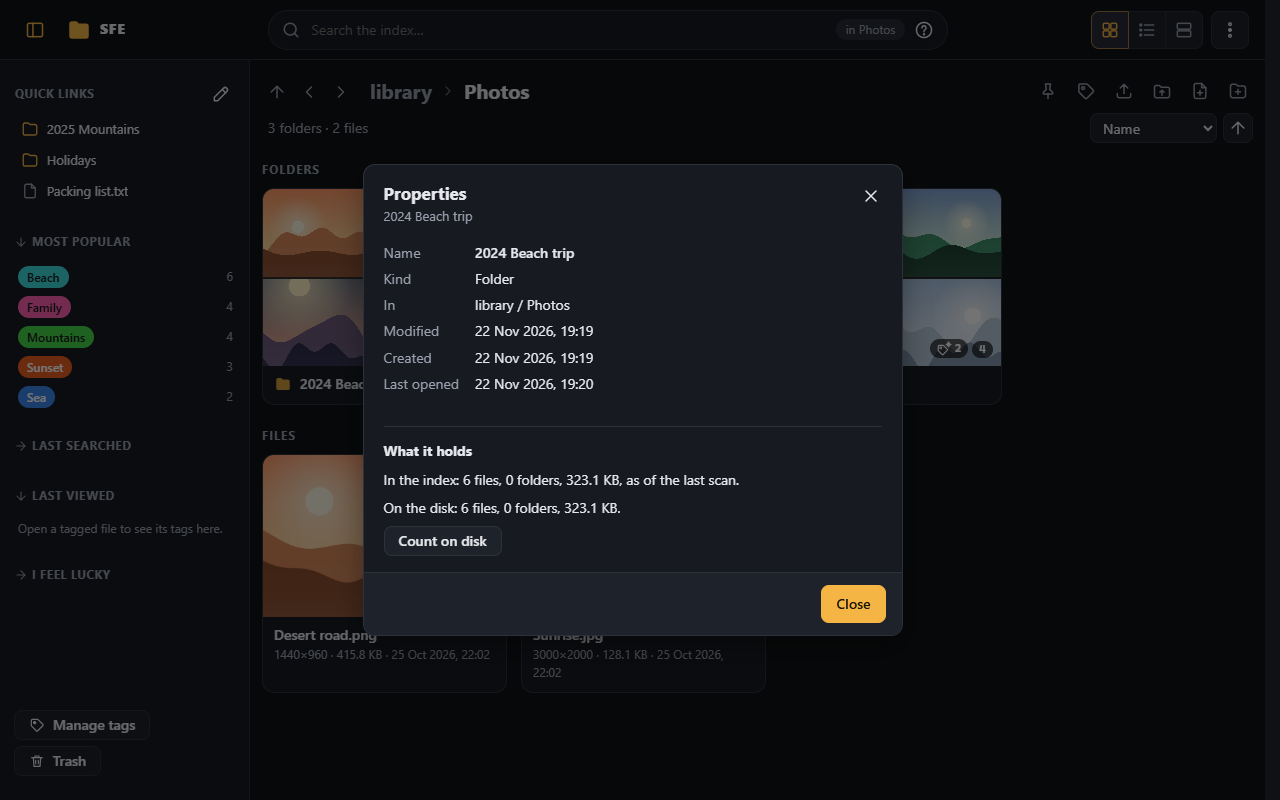 SFE
Search the index...
in Photos
QUICK LINKS
2025 Mountains
Holidays
Packing list.txt
MOST POPULAR
Beach 6
Family 4
Mountains 4
Sunset 3
Sea 2
LAST SEARCHED
LAST VIEWED
Open a tagged file to see its tags here.
I FEEL LUCKY
Manage tags
Trash
library › Photos
3 folders · 2 files
Name
FOLDERS
2 4
2024 Beac
Properties
2024 Beach trip
Name 2024 Beach trip
Kind Folder
In library / Photos
Modified 22 Nov 2026, 19:19
Created 22 Nov 2026, 19:19
Last opened 22 Nov 2026, 19:20
What it holds
In the index: 6 files, 0 folders, 323.1 KB, as of the last scan.
On the disk: 6 files, 0 folders, 323.1 KB.
Count on disk
Close
FILES
Desert road.png
1440×960 · 415.8 KB · 25 Oct 2026, 22:02
Sunrise.jpg
3000×2000 · 128.1 KB · 25 Oct 2026,
22:02